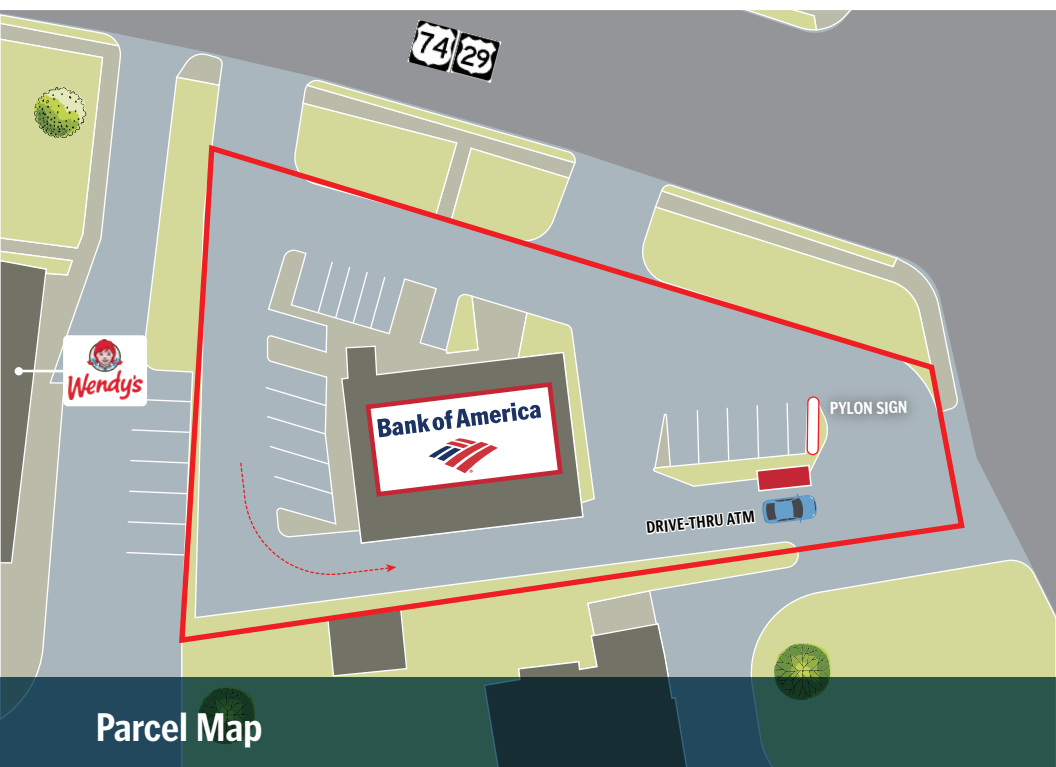 74 29
Wendy's
Bank of America
PYLON SIGN
DRIVE-THRU ATM
Parcel Map